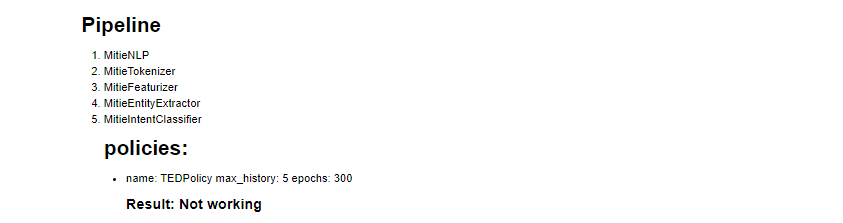 Pipeline
1. MitieNLP
2. MitieTokenizer
3. MitieFeaturizer
4. MitieEntityExtractor
5. MitieIntentClassifier
policies:
• name: TEDPolicy max_history: 5 epochs: 300
Result: Not working